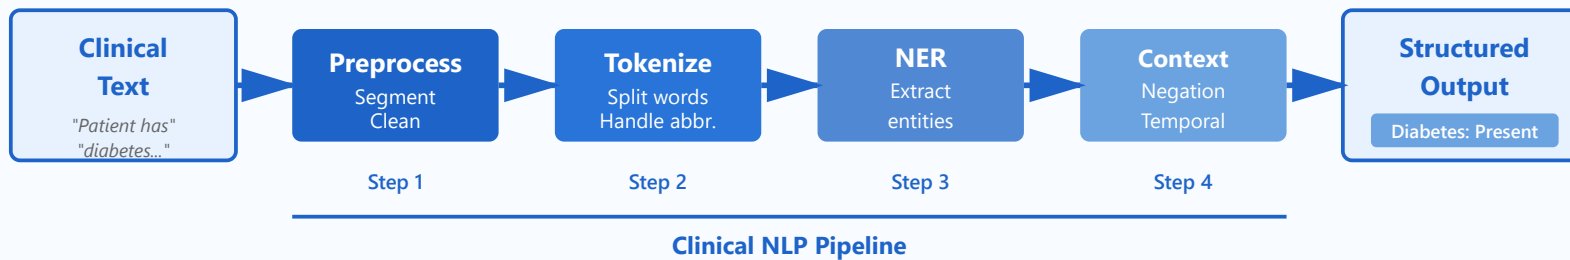 Clinical
Text
"Patient has"
"diabetes..."
Preprocess
Segment
Clean
Step 1
Tokenize
Split words
Handle abbr.
Step 2
NER
Extract
entities
Step 3
Context
Negation
Temporal
Step 4
Structured
Output
Diabetes: Present
Clinical NLP Pipeline